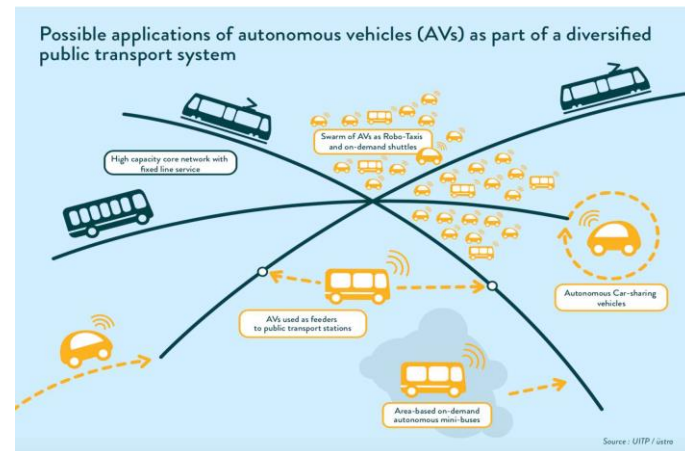 Possible applications of autonomous vehicles (AVs) as part of a diversified
public transport system
Swarm of AVs as Robo-Taxis
and on-demand shuttles
High capacity core network with
fixed line service
Autonomous Car-sharing
vehicles
AVs used as feeders
to public transport stations
Area-based on-demand
autonomous mini-buses
Source : UITP / üstra